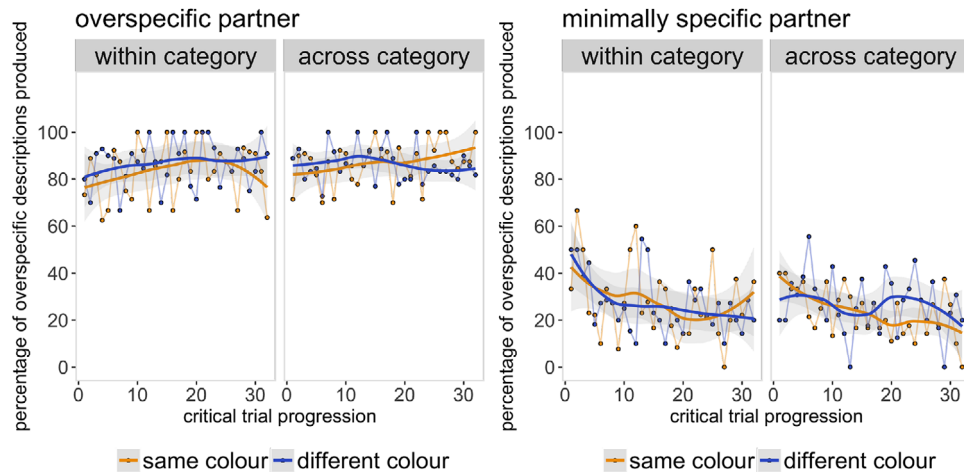 overspecific partner
minimally specific partner
within category
across category
within category
across category
percentage of overspecific descriptions produced
100
80
60
40
20
0
0 10 20 30
0 10 20 30
critical trial progression
percentage of overspecific descriptions produced
100
80
60
40
20
0
0 10 20 30
0 10 20 30
critical trial progression
same colour different colour
same colour different colour